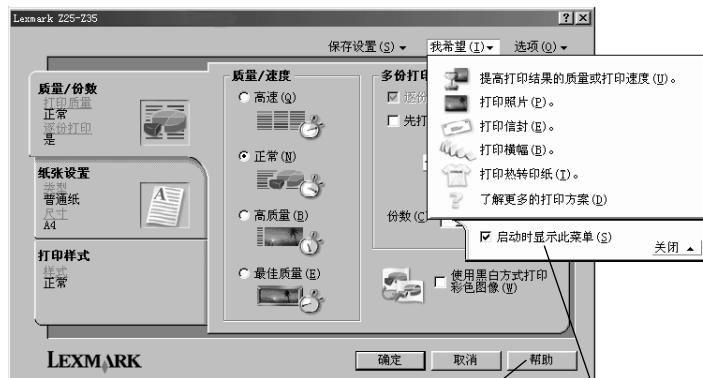 Lexmark Z25-Z35
保存设置(S) 我希望(I) 选项(O)
质量/份数
打印质量
正常
逐份打印
是
纸张设置
类型
普通纸
尺寸
A4
打印样式
样式
正常
质量/速度
高速(Q)
正常(N)
高质量(B)
最佳质量(E)
多份打印
逐份
先打
份数(C)
使用黑白方式打印
彩色图像(W)
提高打印结果的质量或打印速度(U)。
打印照片(P)。
打印信封(E)。
打印横幅(B)。
打印热转印纸(I)。
了解更多的打印方案(D)
启动时显示此菜单(S)
关闭
LEXMARK
确定 取消 帮助